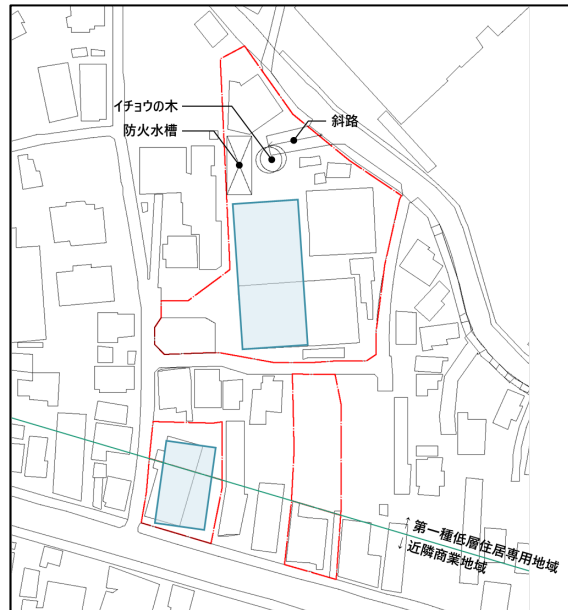 イチョウの木
防火水槽
斜路
↑第一種低層住居専用地域
↓近隣商業地域